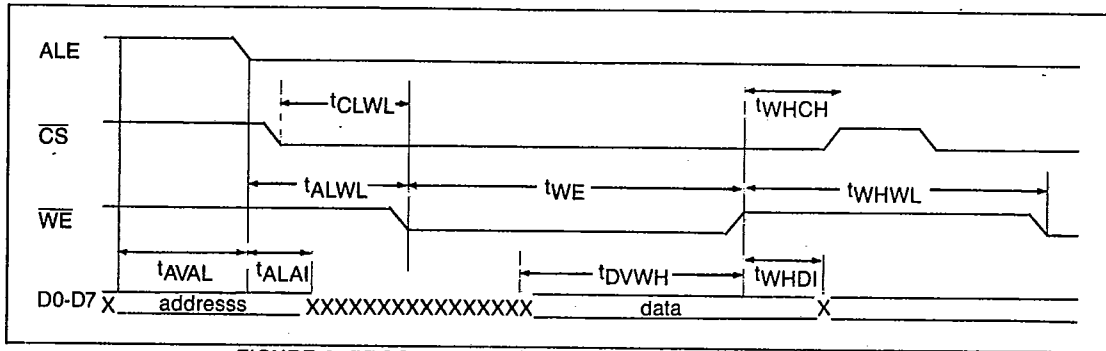 ALE
tCLWL
tWHCH
CS
tALWL
tWE
tWHWL
WE
tAVAL
tALAI
tDVWH
tWHDI
D0-D7
X
addresss
XXXXXXXXXXXXXXXX
data
X